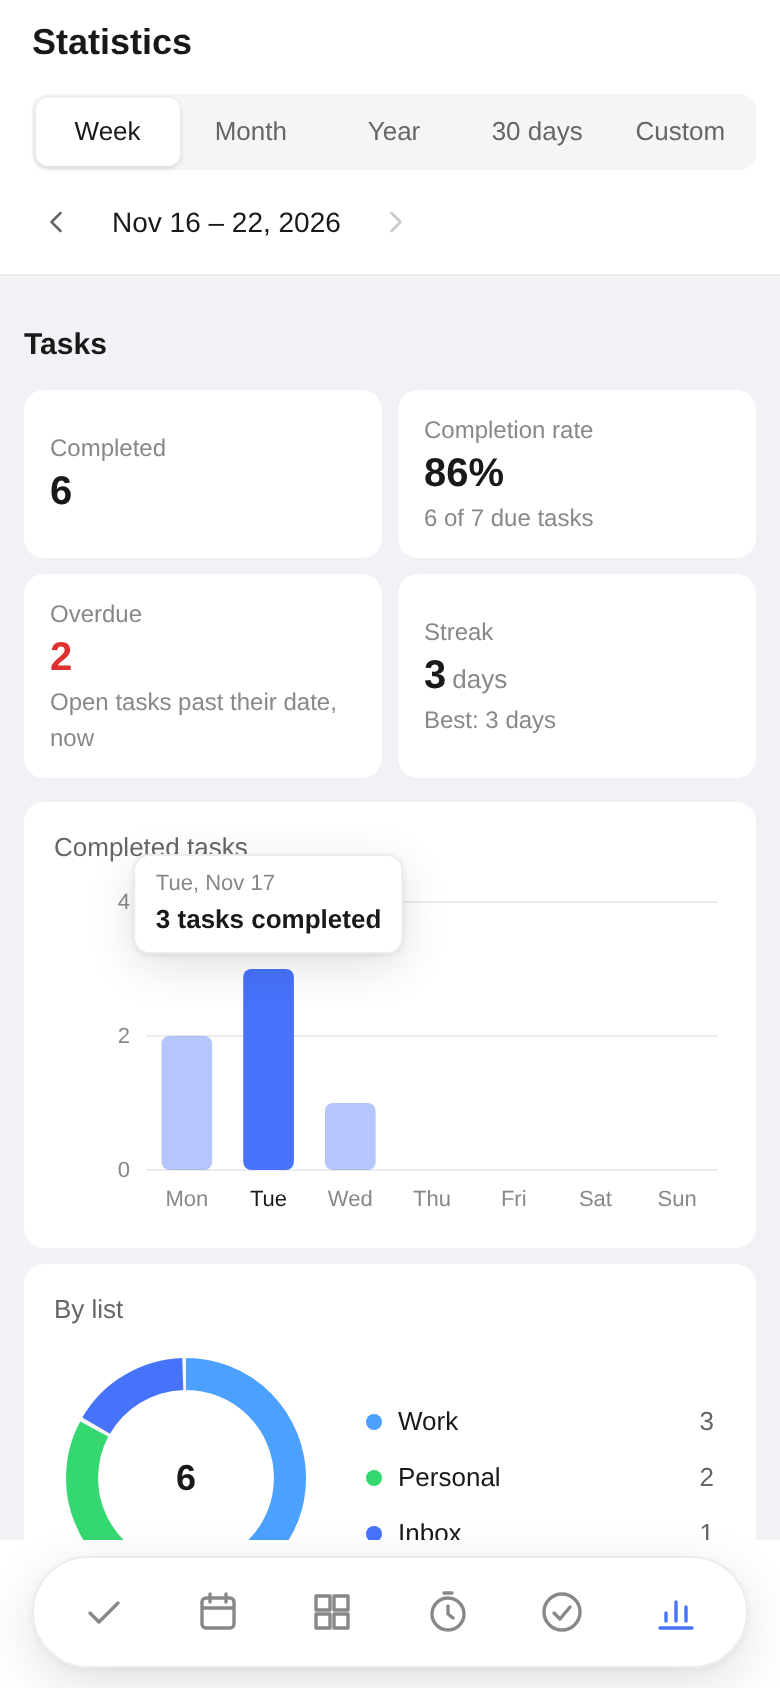 Statistics
Week Month Year 30 days Custom
Nov 16 – 22, 2026
Tasks
Completed
6
Completion rate
86%
6 of 7 due tasks
Overdue
2
Open tasks past their date,
now
Streak
3 days
Best: 3 days
Completed tasks
Tue, Nov 17
3 tasks completed
4
2
0
Mon Tue Wed Thu Fri Sat Sun
By list
6
Work 3
Personal 2
Inbox 1